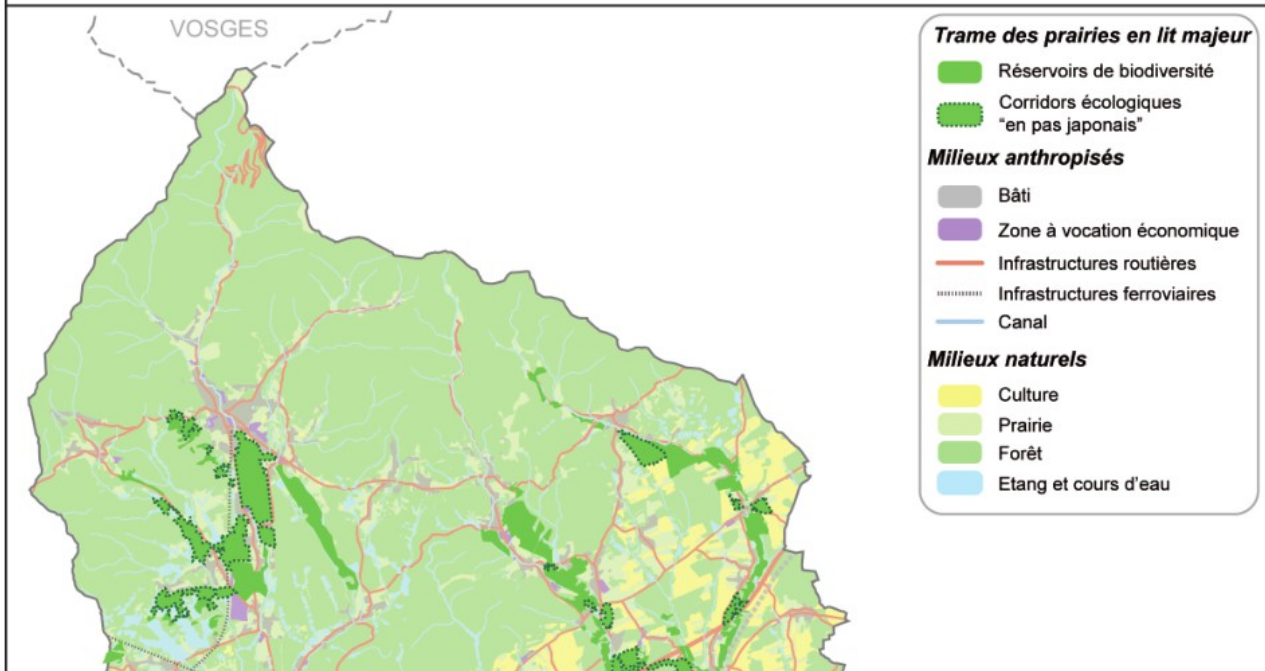 VOSGES
Trame des prairies en lit majeur
Réservoirs de biodiversité
Corridors écologiques
"en pas japonais"
Milieux anthropisés
Bâti
Zone à vocation économique
Infrastructures routières
Infrastructures ferroviaires
Canal
Milieux naturels
Culture
Prairie
Forêt
Etang et cours d'eau